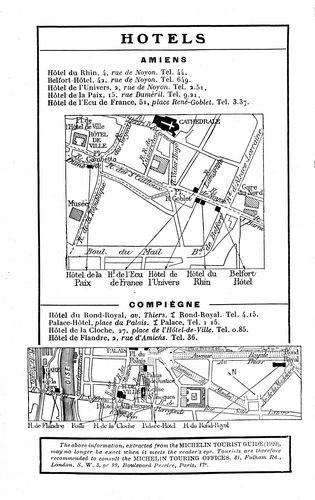 HOTELS
AMIENS
Hôtel du Rhin, 4, rue de Noyon. Tel. 44.
Belfort-Hôtel, 42, rue de Noyon. Tel. 649.
Hôtel de l'Univers, 2, rue de Noyon. Tel. 2.51.
Hôtel de la Paix, 15, rue Duméril. Tel. 9.21.
Hôtel de l'Ecu de France, 51, place René-Goblet. Tel. 3.37.
Pl. de l'Hôtel de Ville
CATHÉDRALE
HÔTEL DE VILLE
Pl. Gambetta
Musée
Pl. Goblet
Gare du Nord
Boul. du Mail
Hôtel de la Paix
H. de l'Ecu de France
Hôtel de l'Univers
Hôtel du Rhin
Belfort Hôtel
COMPIÈGNE
Hôtel du Rond-Royal, av. Thiers. Rond-Royal. Tel. 4.15.
Palace-Hôtel, place du Palais. Palace. Tel. 1 15.
Hôtel de la Cloche, 27, place de l'Hôtel-de-Ville. Tel. 0.85.
Hôtel de Flandre, 2, rue d'Amiens. Tel. 36.
OISE
PALAIS
N
H. de Flandre
Poste
H. de la Cloche
Palace-Hôtel
H. du Rond Royal
The above information, extracted from the MICHELIN TOURIST GUIDE (1920),
may no longer be exact when it meets the reader's eye. Tourists are therefore
recommended to consult the MICHELIN TOURING OFFICES, 81, Fulham Rd.,
London, S. W. 3, or 99, Boulevard Pereire, Paris, 17e.